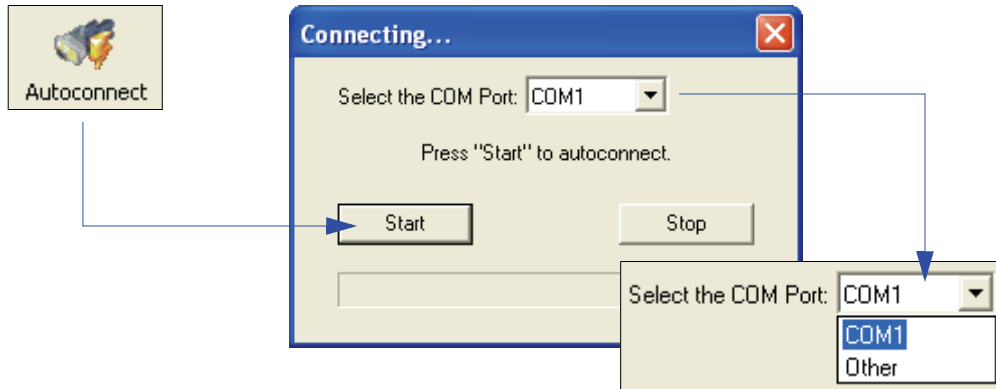 Autoconnect
Connecting...
Select the COM Port: COM1
Press "Start" to autoconnect.
Start Stop
Select the COM Port: COM1
COM1
Other